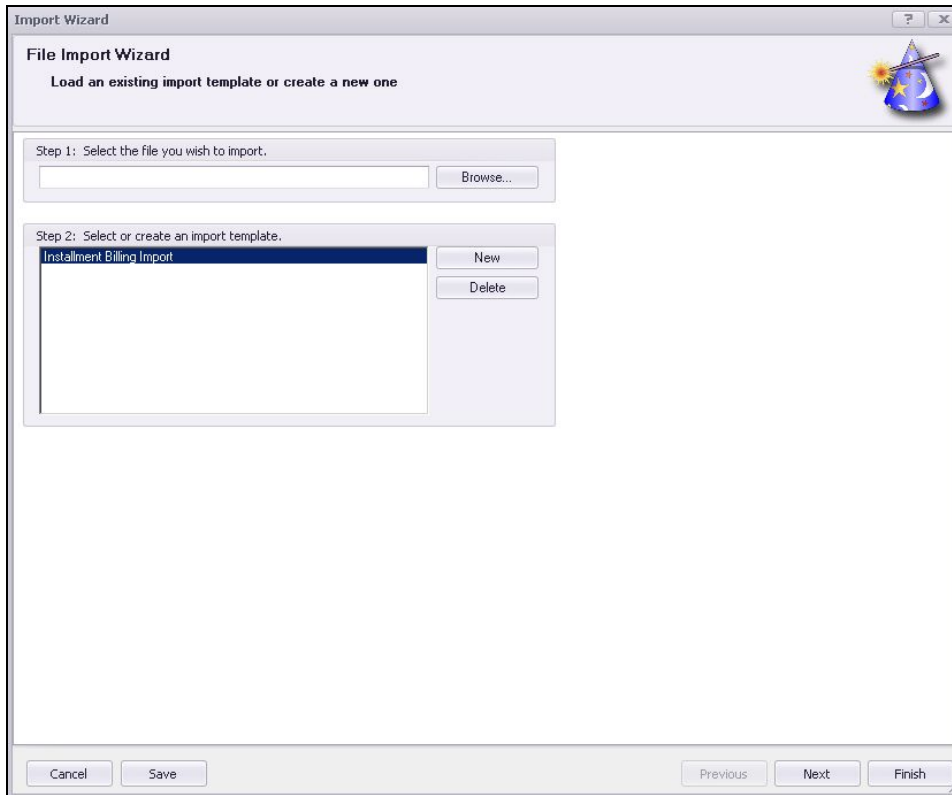 Import Wizard
? X
File Import Wizard
Load an existing import template or create a new one
Step 1: Select the file you wish to import.
Browse...
Step 2: Select or create an import template.
Installment Billing Import
New
Delete
Cancel Save Previous Next Finish